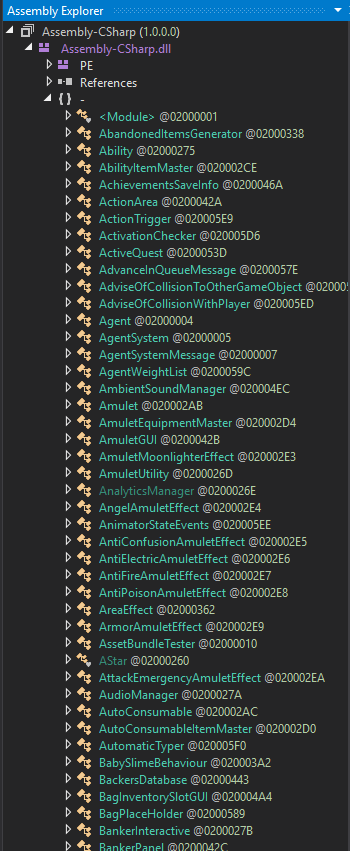 Assembly Explorer
Assembly-CSharp (1.0.0.0)
Assembly-CSharp.dll
PE
References
{ } -
<Module> @02000001
AbandonedItemsGenerator @02000338
Ability @02000275
AbilityItemMaster @020002CE
AchievementsSaveInfo @0200046A
ActionArea @0200042A
ActionTrigger @020005E9
ActivationChecker @020005D6
ActiveQuest @0200053D
AdvanceInQueueMessage @0200057E
AdviseOfCollisionToOtherGameObject @020005
AdviseOfCollisionWithPlayer @020005ED
Agent @02000004
AgentSystem @02000005
AgentSystemMessage @02000007
AgentWeightList @0200059C
AmbientSoundManager @020004EC
Amulet @020002AB
AmuletEquipmentMaster @020002D4
AmuletGUI @0200042B
AmuletMoonlighterEffect @020002E3
AmuletUtility @0200026D
AnalyticsManager @0200026E
AngelAmuletEffect @020002E4
AnimatorStateEvents @020005EE
AntiConfusionAmuletEffect @020002E5
AntiElectricAmuletEffect @020002E6
AntiFireAmuletEffect @020002E7
AntiPoisonAmuletEffect @020002E8
AreaEffect @02000362
ArmorAmuletEffect @020002E9
AssetBundleTester @02000010
AStar @02000260
AttackEmergencyAmuletEffect @020002EA
AudioManager @0200027A
AutoConsumable @020002AC
AutoConsumableItemMaster @020002D0
AutomaticTyper @020005F0
BabySlimeBehaviour @020003A2
BackersDatabase @02000443
BagInventorySlotGUI @020004A4
BagPlaceHolder @02000589
BankerInteractive @0200027B
BankerPanel @0200042C